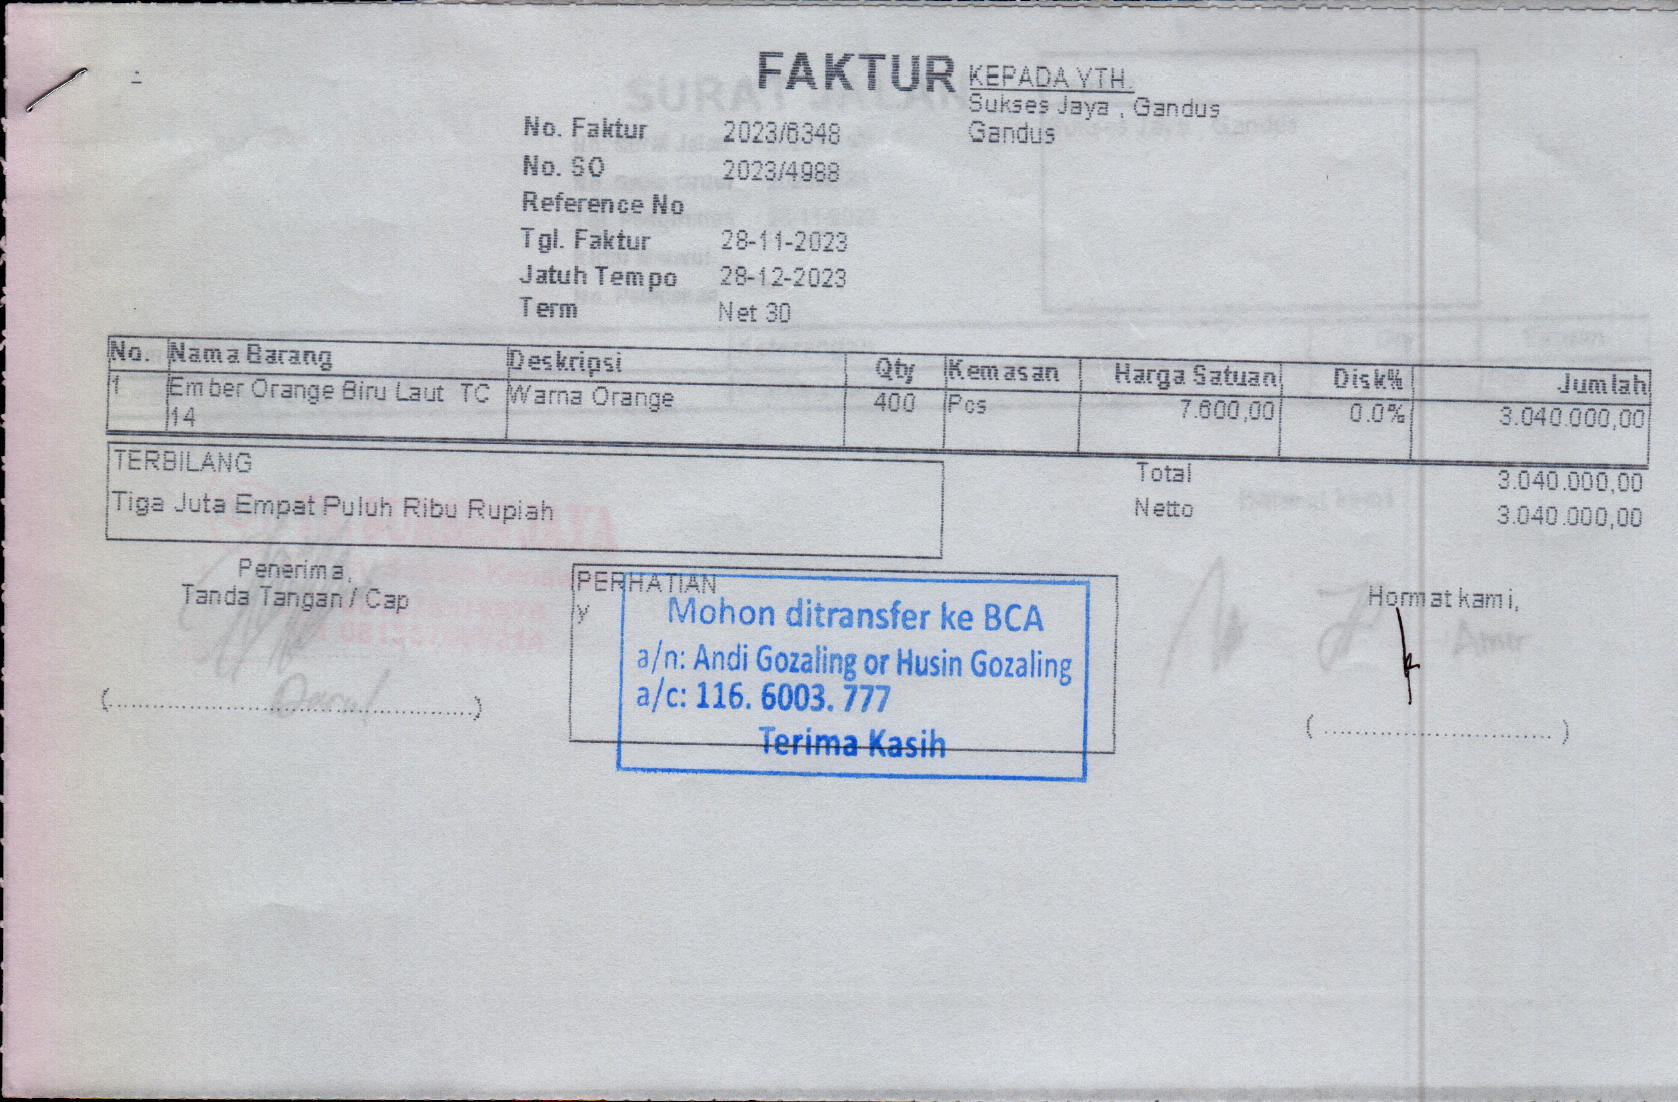 FAKTUR
KEPADA YTH.
Sukses Jaya , Gandus
Gandus
No. Faktur 2023/6348
No. SO 2023/4988
Reference No
Tgl. Faktur 28-11-2023
Jatuh Tempo 28-12-2023
Term Net 30
No. Nama Barang Deskripsi Qty Kemasan Harga Satuan Disk% Jumlah
1 Ember Orange Biru Laut TC Warna Orange 400 Pcs 7.600,00 0.0% 3.040.000,00
14
TERBILANG
Tiga Juta Empat Puluh Ribu Rupiah
Total 3.040.000,00
Netto 3.040.000,00
Penerima,
Tanda Tangan / Cap
(..................................................)
PERHATIAN
y
Mohon ditransfer ke BCA
a/n: Andi Gozaling or Husin Gozaling
a/c: 116. 6003. 777
Terima Kasih
Hormat kami,
( ............................... )
SURAT JALAN